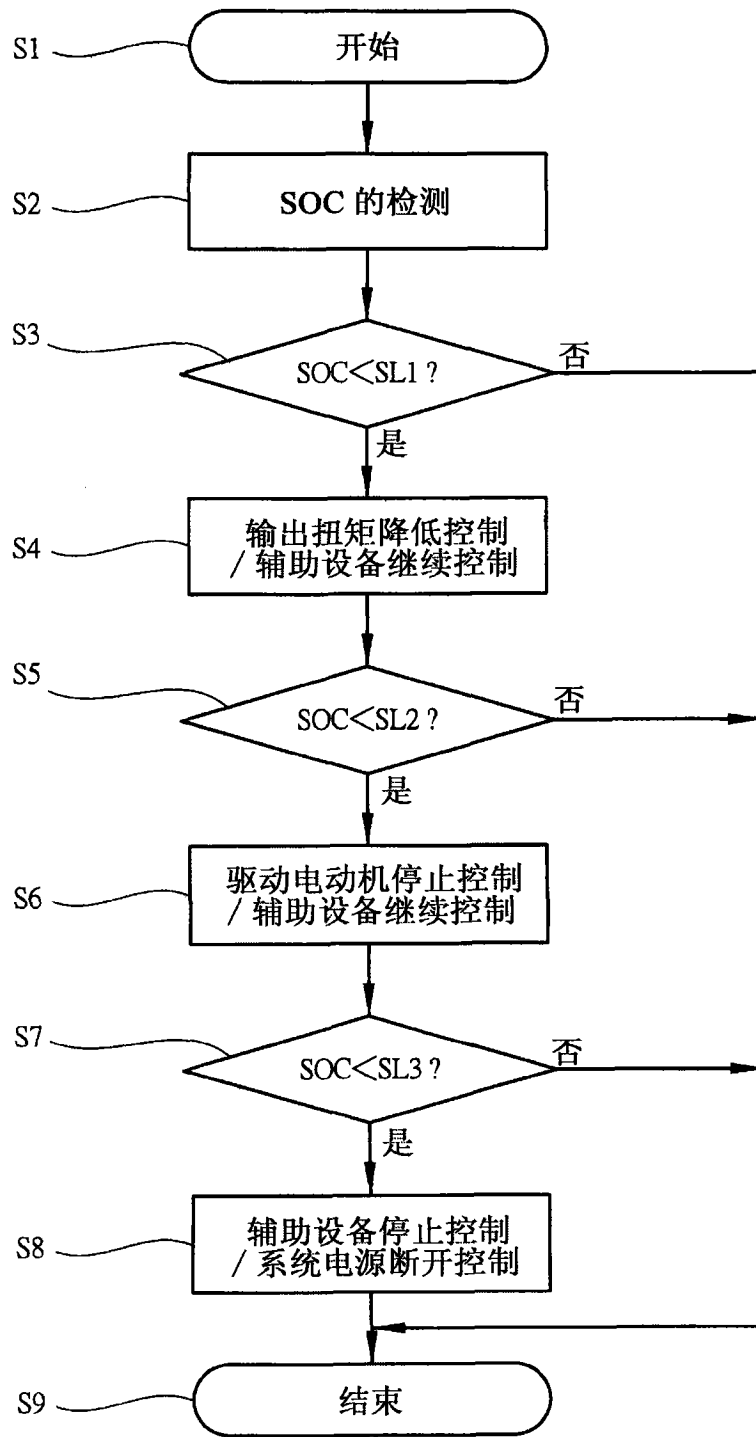 S1
开始
S2
SOC 的检测
S3
SOC<SL1?
否
是
S4
输出扭矩降低控制
/ 辅助设备继续控制
S5
SOC<SL2?
否
是
S6
驱动电动机停止控制
/ 辅助设备继续控制
S7
SOC<SL3?
否
是
S8
辅助设备停止控制
/ 系统电源断开控制
S9
结束